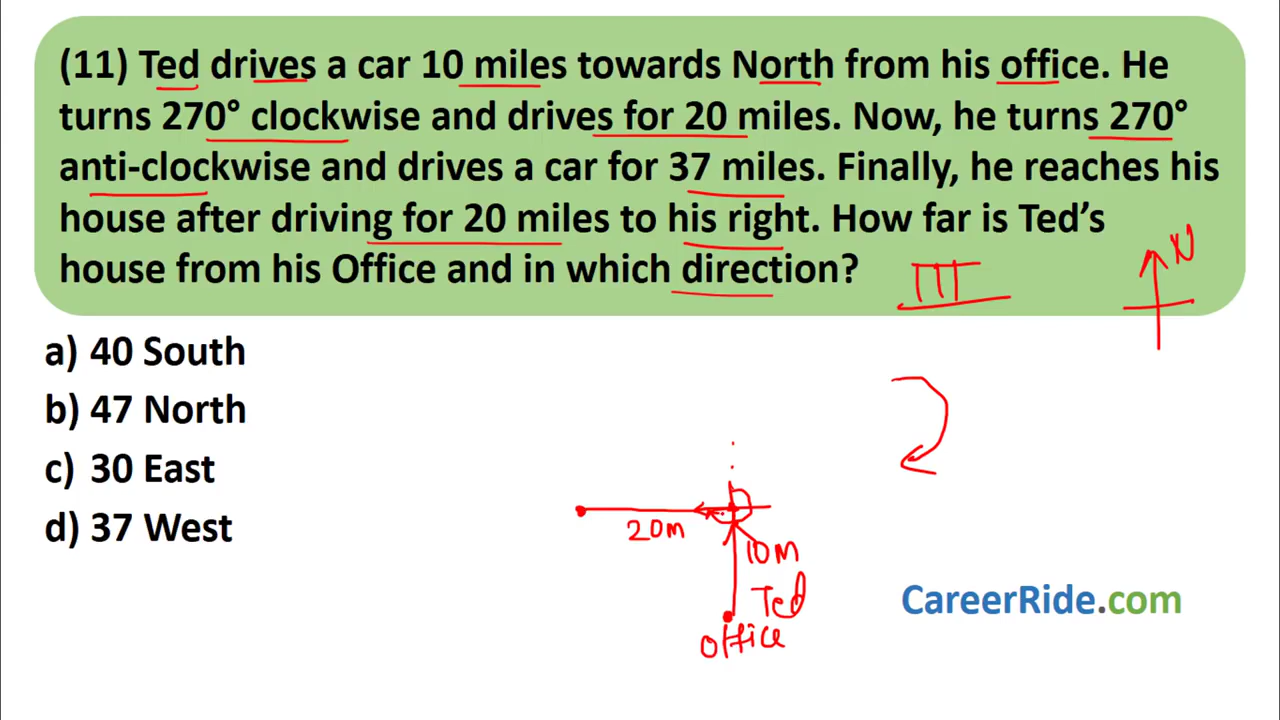 (11) Ted drives a car 10 miles towards North from his office. He
turns 270° clockwise and drives for 20 miles. Now, he turns 270°
anti-clockwise and drives a car for 37 miles. Finally, he reaches his
house after driving for 20 miles to his right. How far is Ted's
house from his Office and in which direction?
III
N
a) 40 South
b) 47 North
c) 30 East
d) 37 West
20m
10m
Ted
office
CareerRide.com